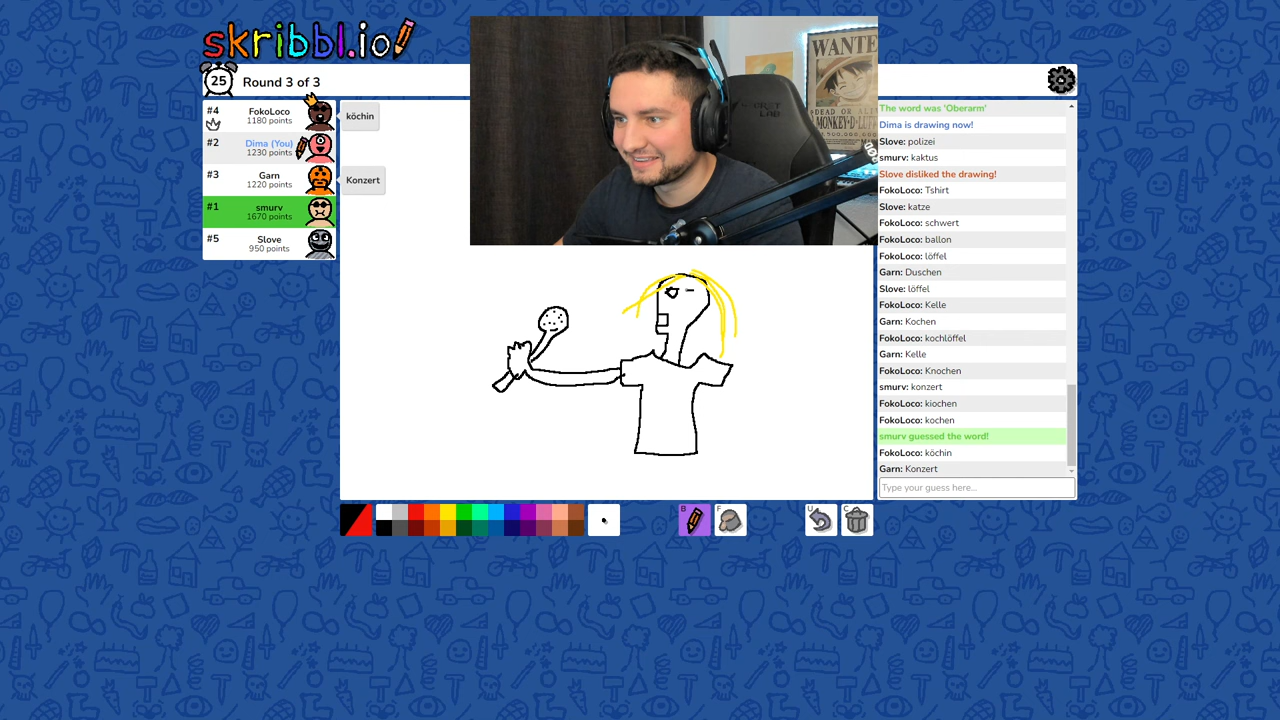 skribbl.io
25
Round 3 of 3
#4
FokoLoco
1180 points
#2
Dima (You)
1230 points
#3
Garn
1220 points
#1
smurv
1670 points
#5
Slove
950 points
köchin
Konzert
WANTE
DEAD OR
MONKEY·D·LUFF
SECRET
LAB
The word was 'Oberarm'
Dima is drawing now!
Slove: polizei
smurv: kaktus
Slove disliked the drawing!
FokoLoco: Tshirt
Slove: katze
FokoLoco: schwert
FokoLoco: ballon
FokoLoco: löffel
Garn: Duschen
Slove: löffel
FokoLoco: Kelle
Garn: Kochen
FokoLoco: kochlöffel
Garn: Kelle
FokoLoco: Knochen
smurv: konzert
FokoLoco: kiochen
FokoLoco: kochen
smurv guessed the word!
FokoLoco: köchin
Garn: Konzert
Type your guess here...
B
F
U
C